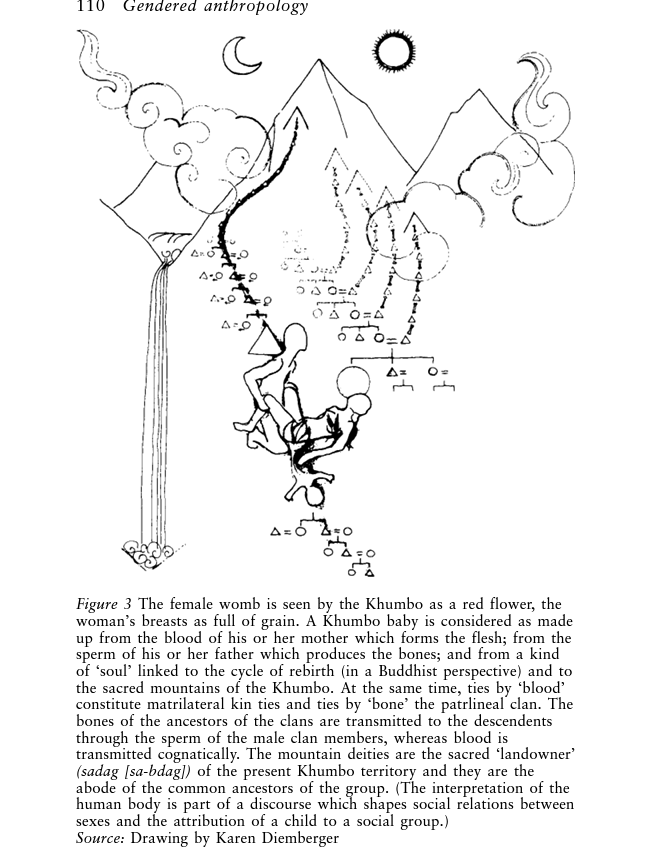 110 Gendered anthropology
Figure 3 The female womb is seen by the Khumbo as a red flower, the
woman's breasts as full of grain. A Khumbo baby is considered as made
up from the blood of his or her mother which forms the flesh; from the
sperm of his or her father which produces the bones; and from a kind
of 'soul' linked to the cycle of rebirth (in a Buddhist perspective) and to
the sacred mountains of the Khumbo. At the same time, ties by 'blood'
constitute matrilateral kin ties and ties by 'bone' the patrlineal clan. The
bones of the ancestors of the clans are transmitted to the descendents
through the sperm of the male clan members, whereas blood is
transmitted cognatically. The mountain deities are the sacred 'landowner'
(sadag [sa-bdag]) of the present Khumbo territory and they are the
abode of the common ancestors of the group. (The interpretation of the
human body is part of a discourse which shapes social relations between
sexes and the attribution of a child to a social group.)
Source: Drawing by Karen Diemberger